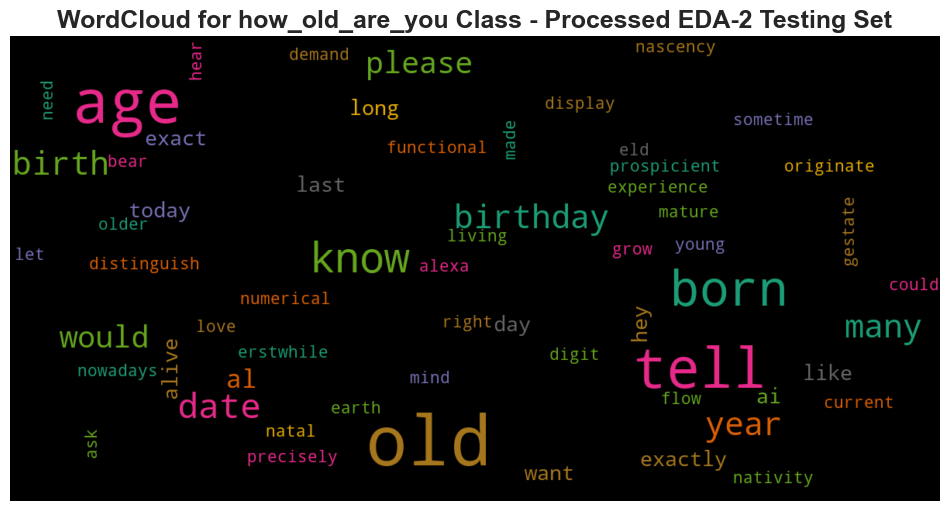 WordCloud for how_old_are_you Class - Processed EDA-2 Testing Set
hear
demand
nascency
please
need
age
long
display
sometime
made
exact
functional
eld
birth
bear
prospicient
originate
last
experience
today
birthday
mature
gestate
older
living
know
grow
young
let
distinguish
alexa
born
could
numerical
many
love
right
day
hey
would
erstwhile
digit
tell
nowadays
alive
al
mind
like
date
earth
flow
ai
current
old
year
ask
natal
precisely
exactly
want
nativity